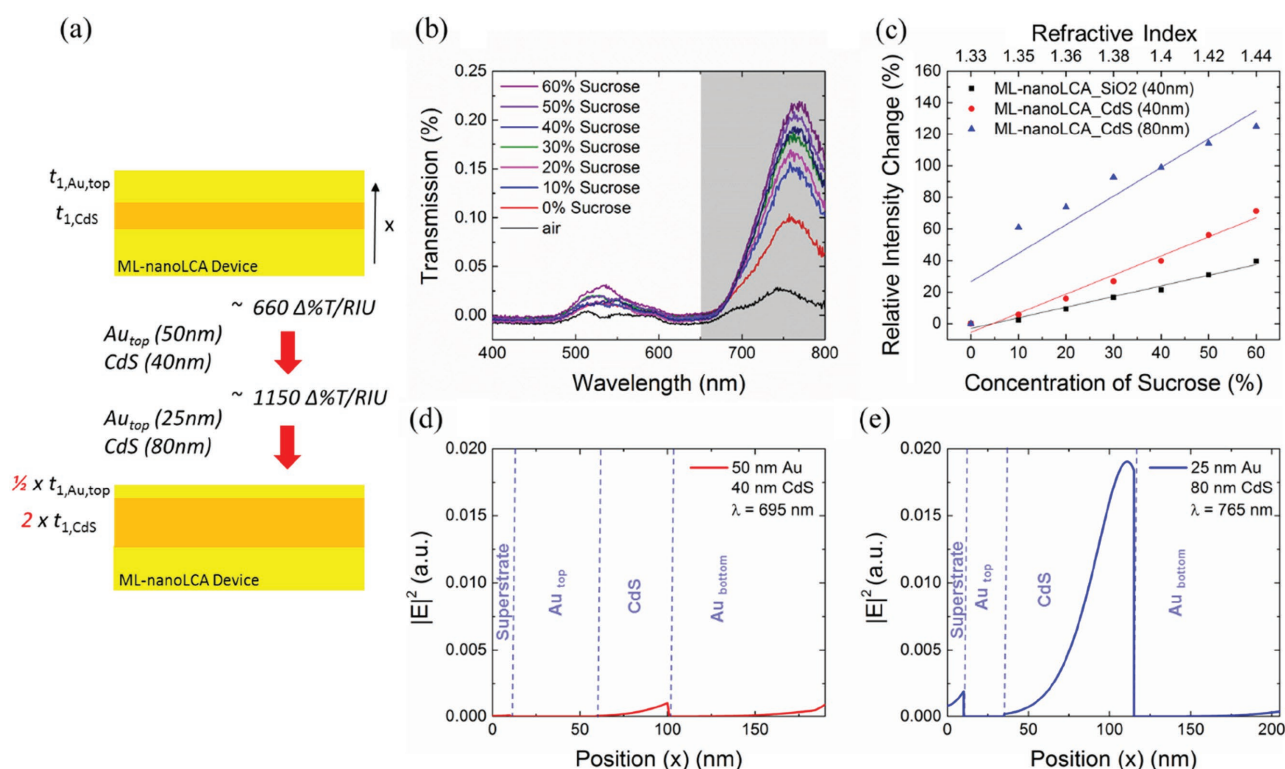 (a)
t1,Au,top
t1,CdS
x
ML-nanoLCA Device
~ 660 Δ%T/RIU
Autop (50nm)
CdS (40nm)
~ 1150 Δ%T/RIU
Autop (25nm)
CdS (80nm)
½ x t1,Au,top
2 x t1,CdS
ML-nanoLCA Device
(b)
0.25
0.20
0.15
0.10
0.05
0.00
Transmission (%)
60% Sucrose
50% Sucrose
40% Sucrose
30% Sucrose
20% Sucrose
10% Sucrose
0% Sucrose
air
400 500 600 700 800
Wavelength (nm)
(c)
Refractive Index
1.33 1.35 1.36 1.38 1.4 1.42 1.44
160
140
120
100
80
60
40
20
0
Relative Intensity Change (%)
ML-nanoLCA_SiO2 (40nm)
ML-nanoLCA_CdS (40nm)
ML-nanoLCA_CdS (80nm)
0 10 20 30 40 50 60
Concentration of Sucrose (%)
(d)
0.020
0.015
0.010
0.005
0.000
|E|² (a.u.)
Superstrate
Au top
CdS
Au bottom
50 nm Au
40 nm CdS
λ = 695 nm
0 50 100 150
Position (x) (nm)
(e)
0.020
0.015
0.010
0.005
0.000
|E|² (a.u.)
Superstrate
Au top
CdS
Au bottom
25 nm Au
80 nm CdS
λ = 765 nm
0 50 100 150 200
Position (x) (nm)